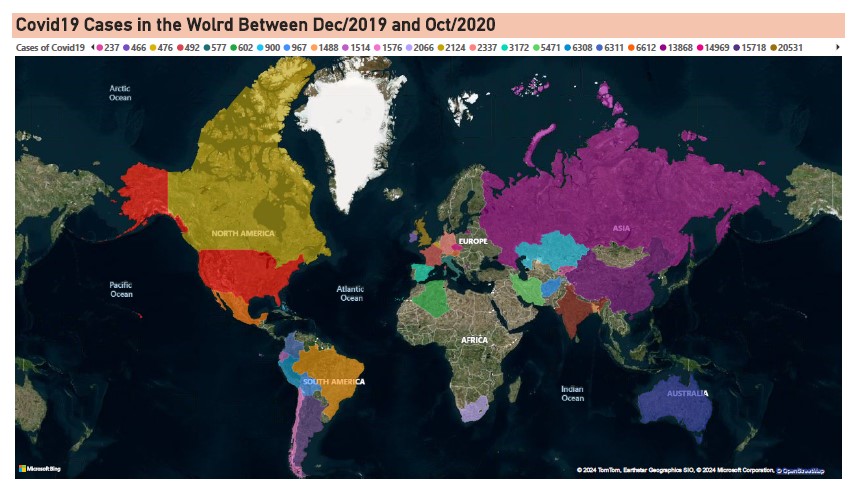 Covid19 Cases in the Wolrd Between Dec/2019 and Oct/2020
Cases of Covid19 237 466 476 492 577 602 900 967 1488 1514 1576 2066 2124 2337 3172 5471 6308 6311 6612 13868 14969 15718 20531
Arctic
Ocean
NORTH AMERICA
ASIA
EUROPE
Pacific
Ocean
Atlantic
Ocean
AFRICA
SOUTH AMERICA
Indian
Ocean
AUSTRALIA
Microsoft Bing
© 2024 TomTom, Earthstar Geographics SIO, © 2024 Microsoft Corporation, © OpenStreetMap